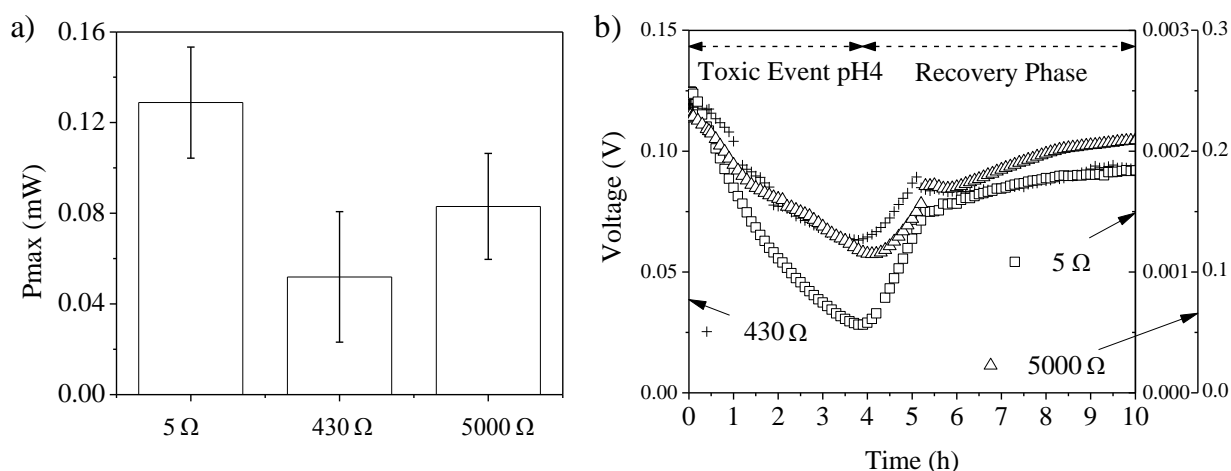 a)
0.16
0.12
0.08
0.04
0.00
Pmax (mW)
5 Ω
430 Ω
5000 Ω
b)
0.15
0.10
0.05
0.00
Voltage (V)
Toxic Event pH4
Recovery Phase
5 Ω
430 Ω
5000 Ω
0 1 2 3 4 5 6 7 8 9 10
Time (h)
0.003
0.002
0.001
0.000
0.3
0.2
0.1
0.0